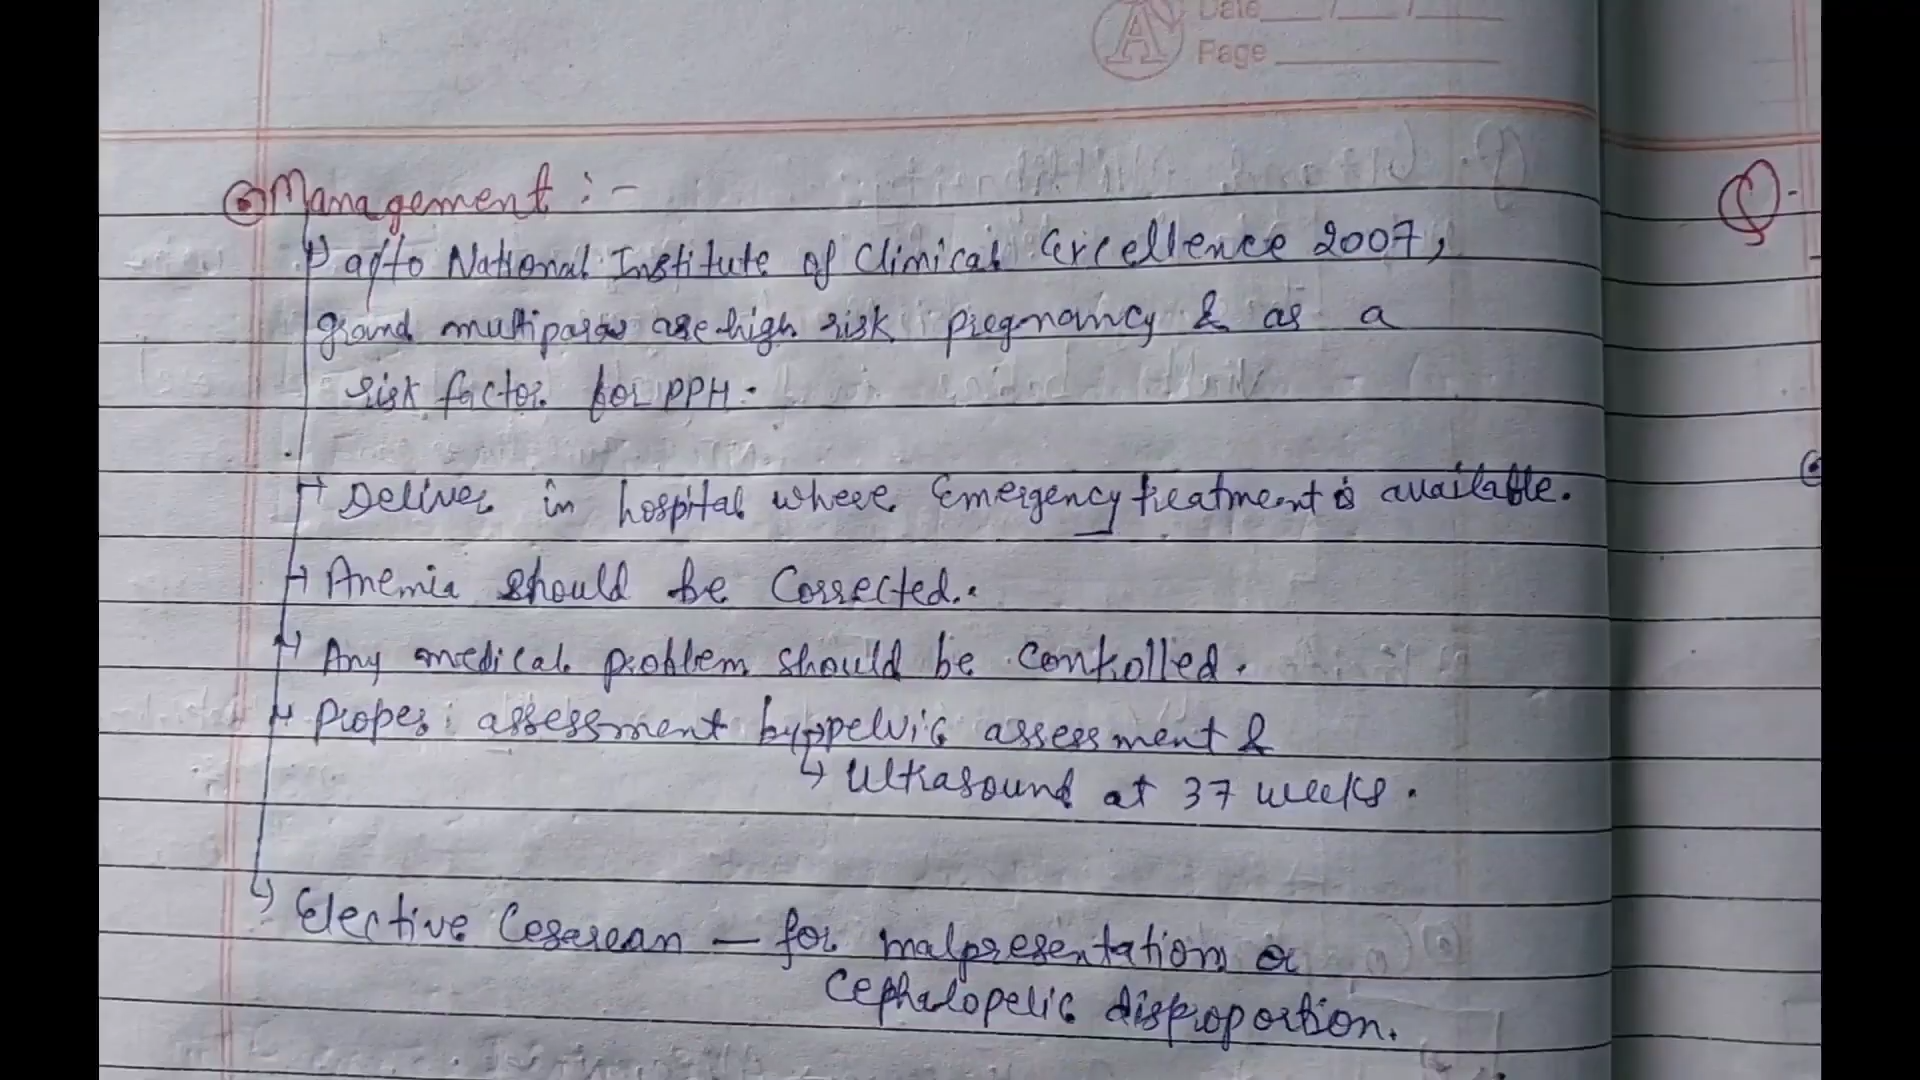 Date / /
Page
Management :-
ac/to National Institute of Clinical Excellence 2007,
grand multiparas are high risk pregnancy & as a
risk factor for PPH.
Deliver in hospital where Emergency treatment is available.
Anemia should be Corrected.
Any medical problem should be controlled.
Proper assessment by → pelvic assessment &
↳ Ultrasound at 37 weeks.
Elective Cesarean — for malpresentation or
Cephalopelic disproportion.
Q.